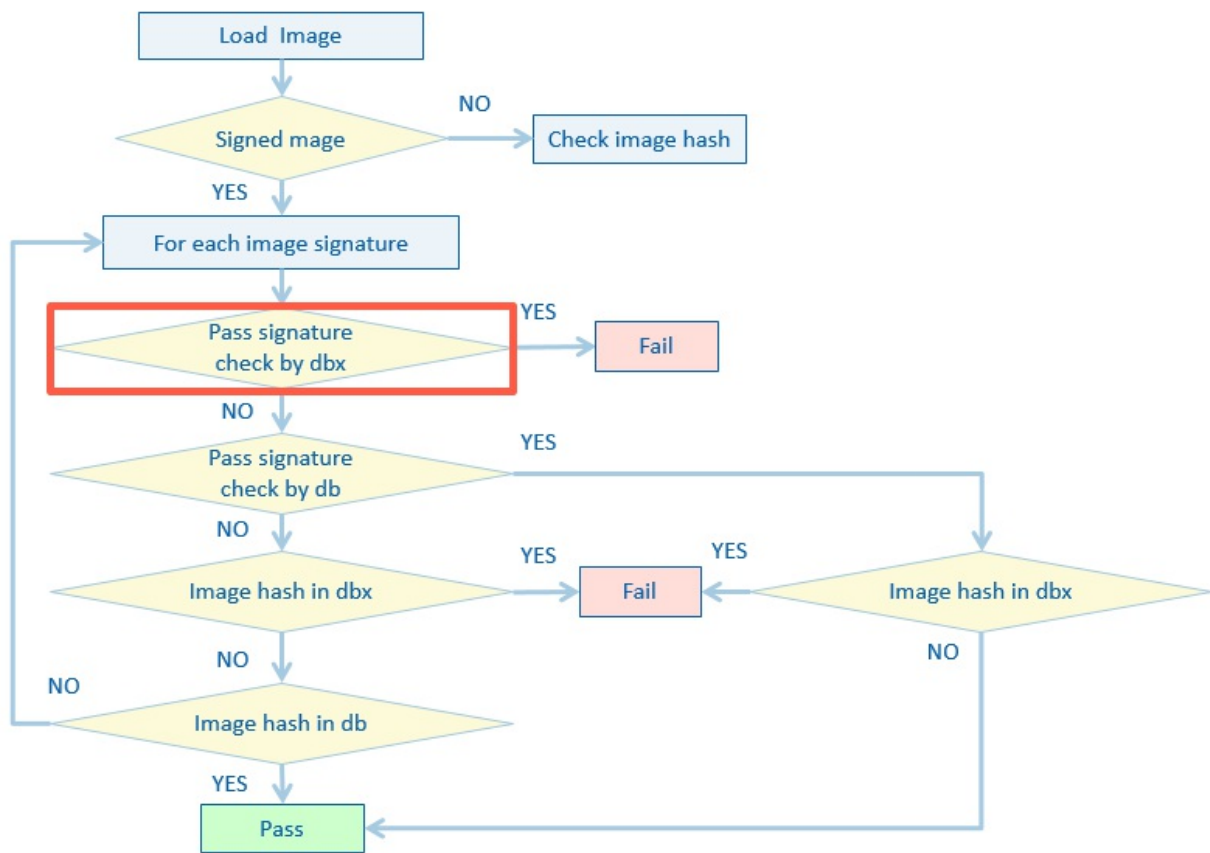 Load Image
NO
Signed mage
Check image hash
YES
For each image signature
YES
Pass signature
check by dbx
Fail
NO
YES
Pass signature
check by db
NO
YES
YES
Image hash in dbx
Fail
Image hash in dbx
NO
NO
NO
Image hash in db
YES
Pass